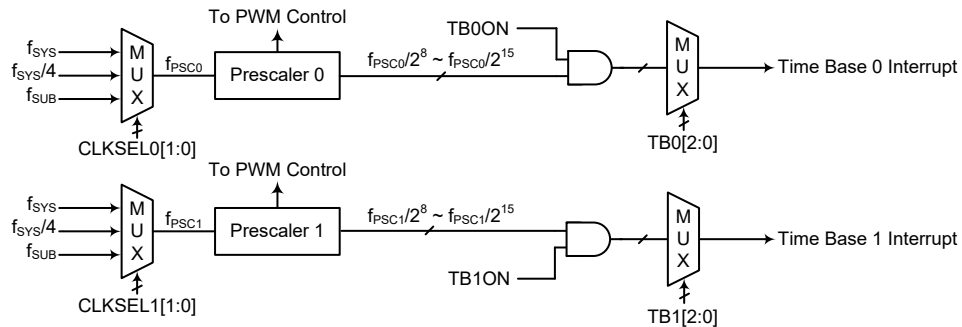 To PWM Control
TB0ON
fSYS
fSYS/4
fSUB
M
U
X
fPSC0
Prescaler 0
fPSC0/2^8 ~ fPSC0/2^15
M
U
X
Time Base 0 Interrupt
CLKSEL0[1:0]
TB0[2:0]
To PWM Control
fSYS
fSYS/4
fSUB
M
U
X
fPSC1
Prescaler 1
fPSC1/2^8 ~ fPSC1/2^15
TB1ON
M
U
X
Time Base 1 Interrupt
CLKSEL1[1:0]
TB1[2:0]